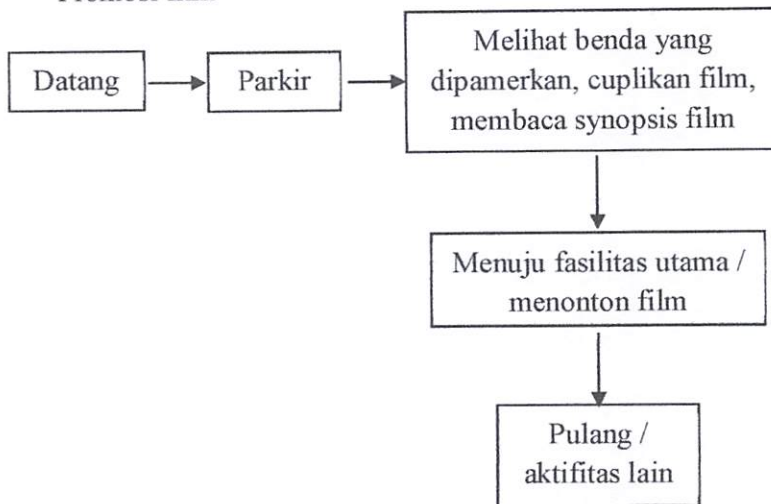 Datang
Parkir
Melihat benda yang
dipamerkan, cuplikan film,
membaca synopsis film
Menuju fasilitas utama /
menonton film
Pulang /
aktifitas lain